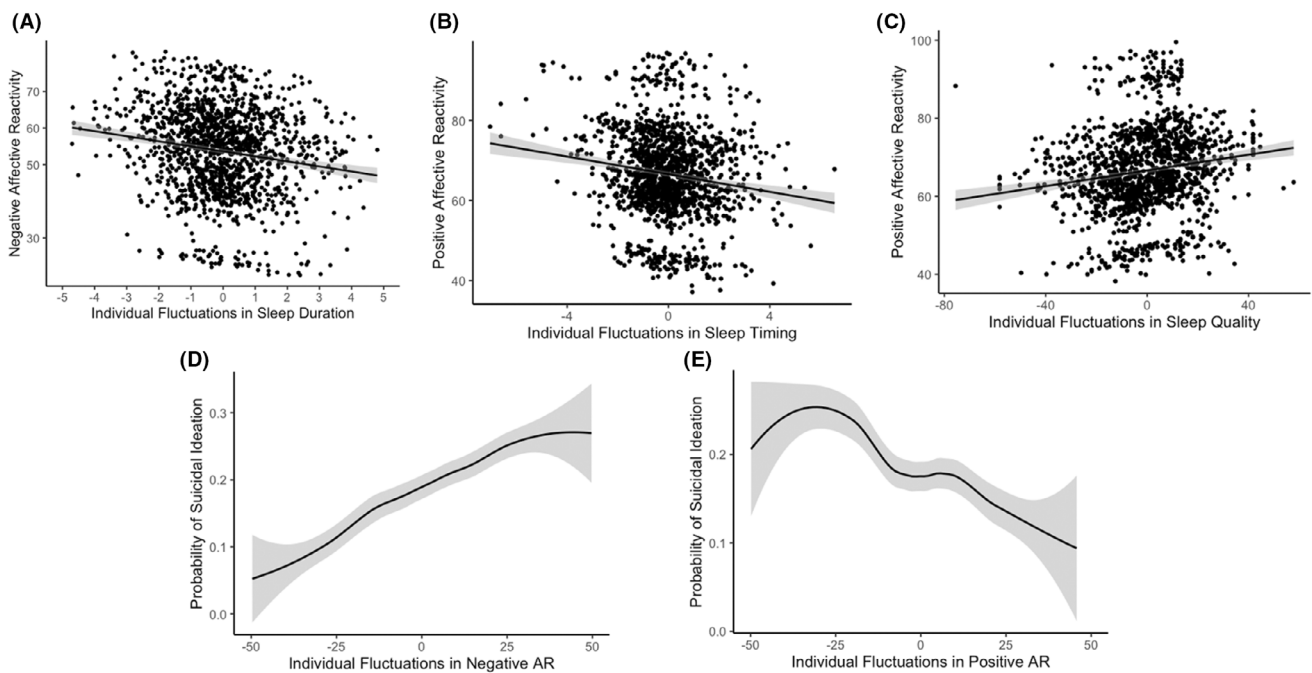 (A)
Negative Affective Reactivity
70
60
50
30
-5 -4 -3 -2 -1 0 1 2 3 4 5
Individual Fluctuations in Sleep Duration
(B)
Positive Affective Reactivity
80
60
40
-4 0 4
Individual Fluctuations in Sleep Timing
(C)
Positive Affective Reactivity
100
80
60
40
-80 -40 0 40
Individual Fluctuations in Sleep Quality
(D)
Probability of Suicidal Ideation
0.3
0.2
0.1
0.0
-50 -25 0 25 50
Individual Fluctuations in Negative AR
(E)
Probability of Suicidal Ideation
0.2
0.1
0.0
-50 -25 0 25 50
Individual Fluctuations in Positive AR